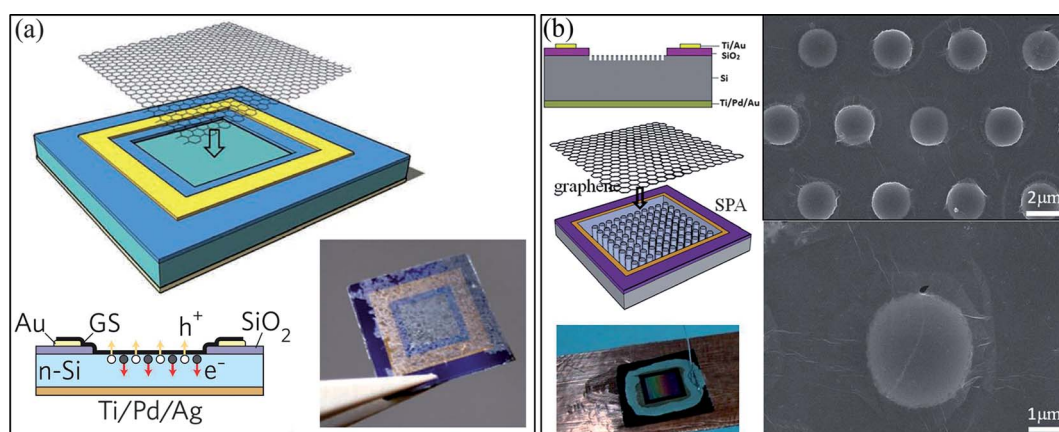 (a)
Au
GS
h⁺
SiO₂
n-Si
e⁻
Ti/Pd/Ag
(b)
Ti/Au
SiO₂
Si
Ti/Pd/Au
graphene
SPA
2μm
1μm